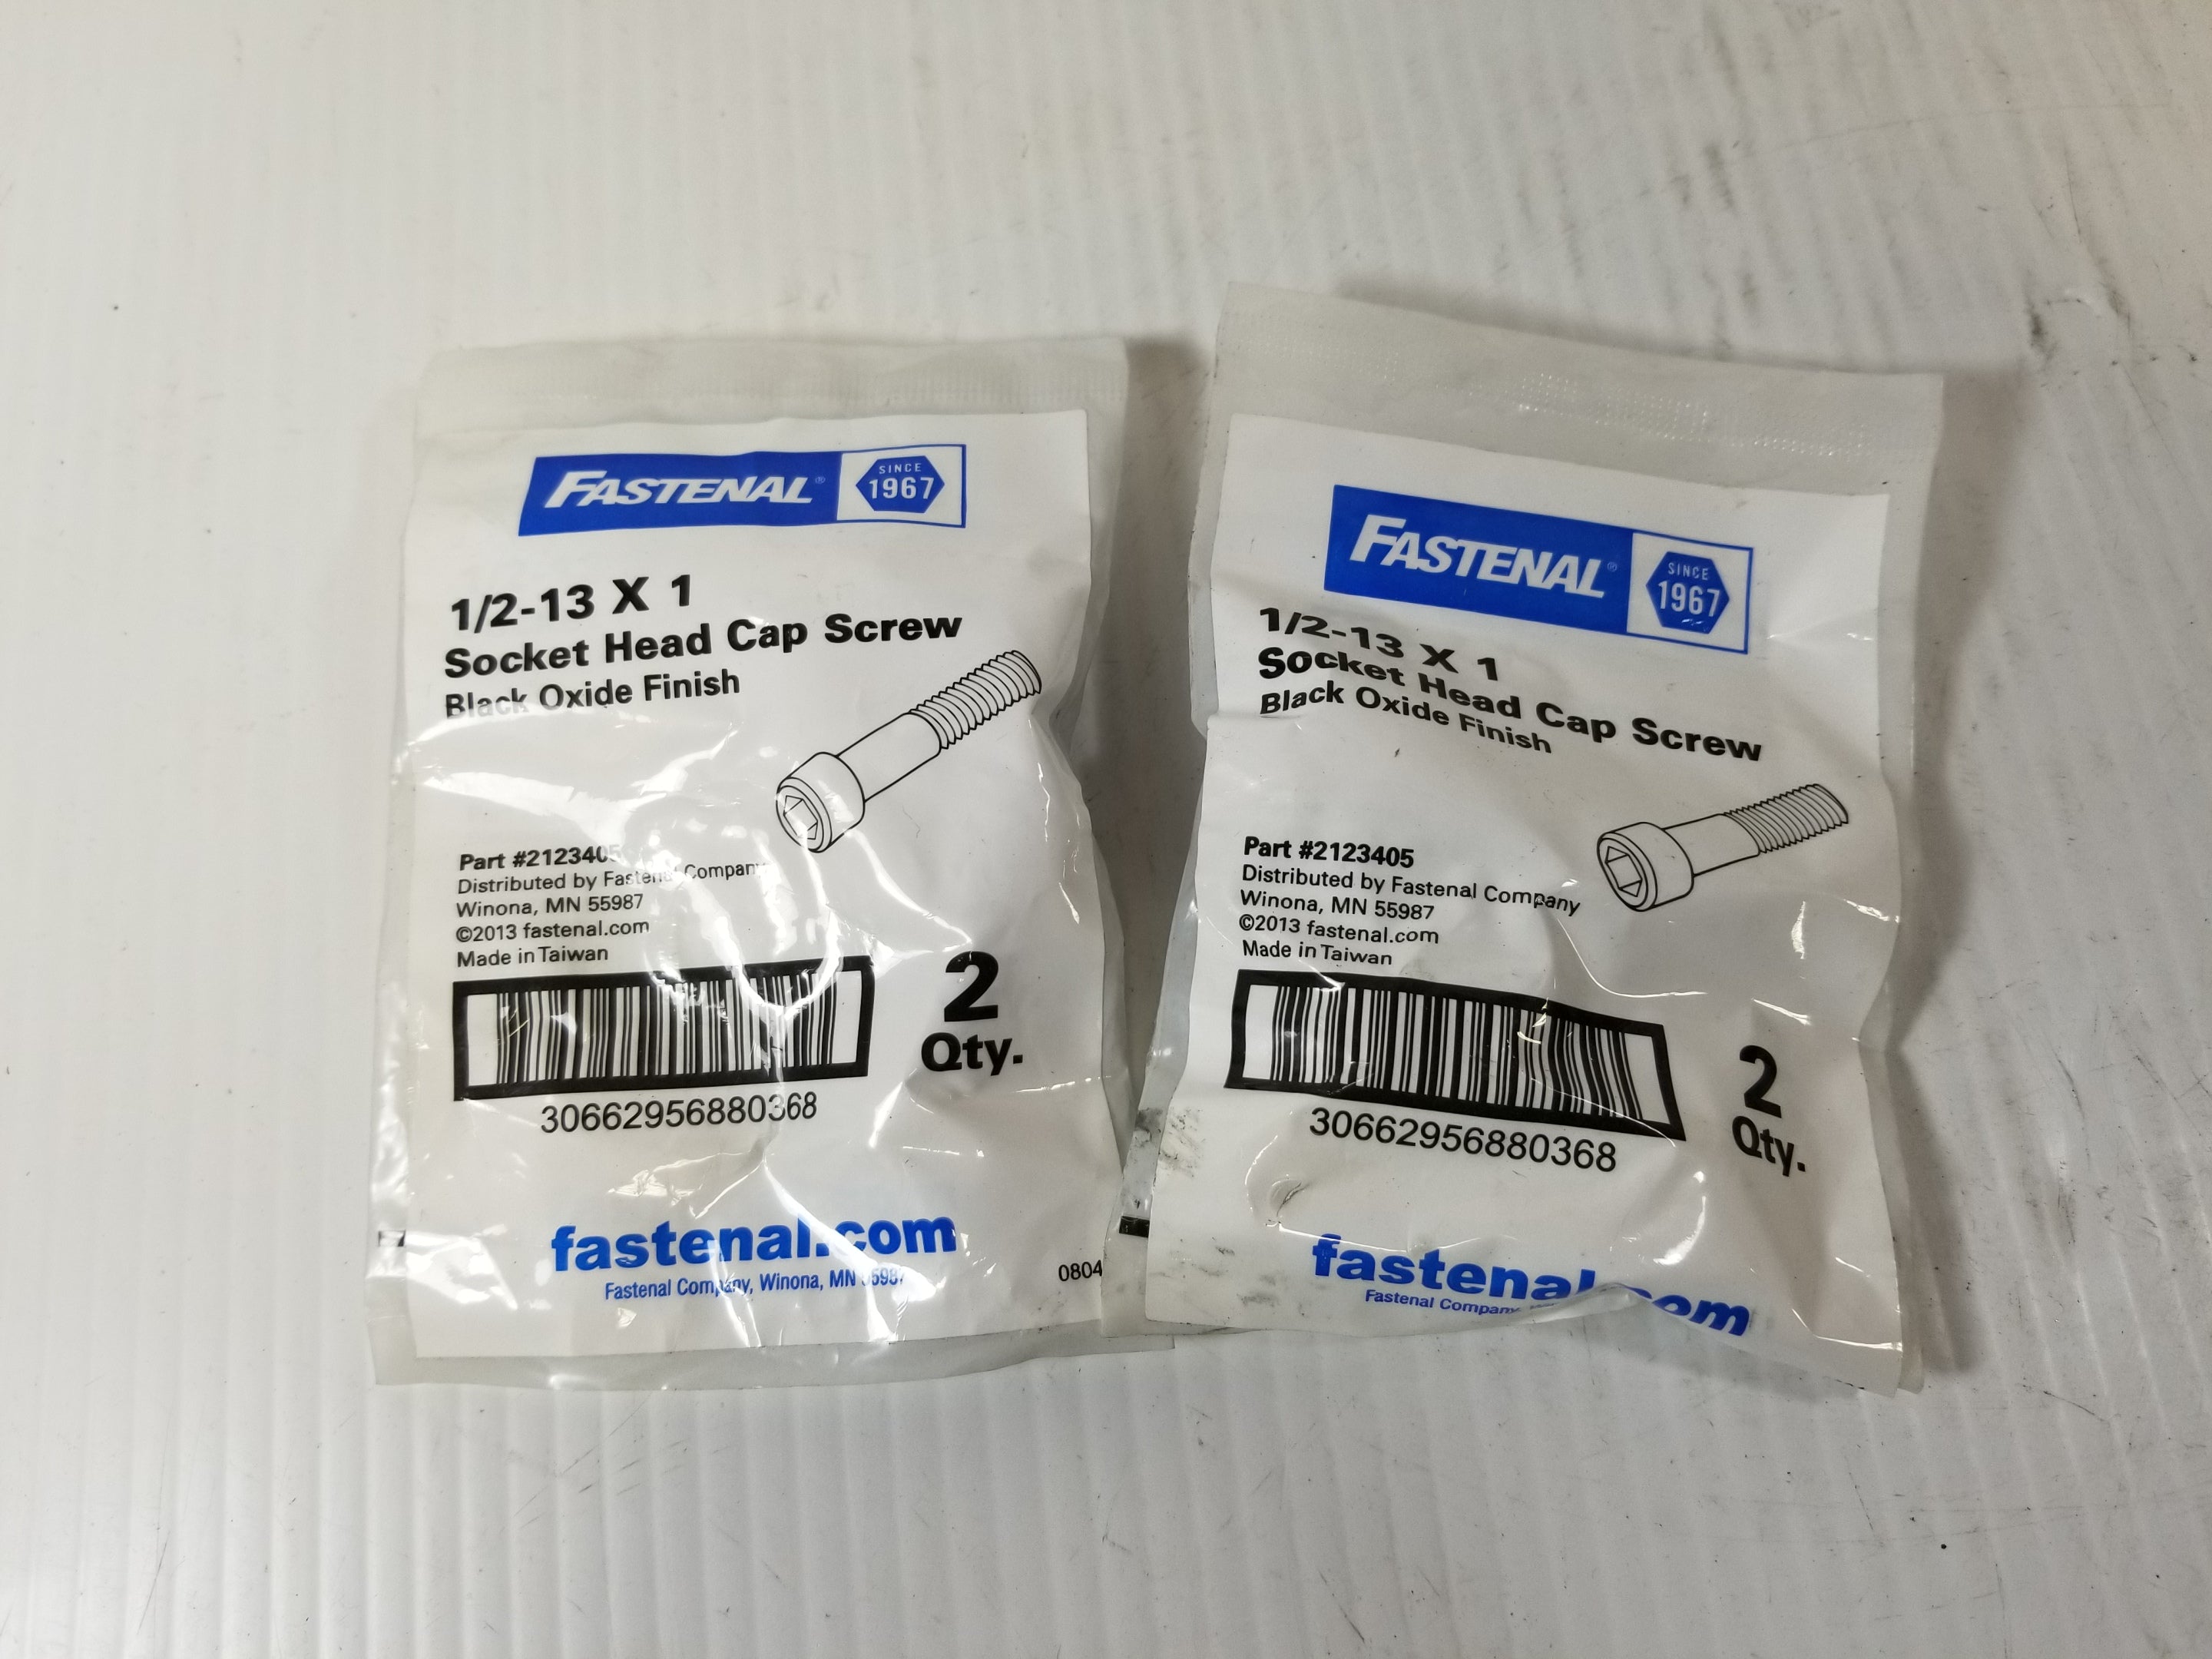 FASTENAL®
SINCE
1967
1/2-13 X 1
Socket Head Cap Screw
Black Oxide Finish
Part #212340
Distributed by Fastenal Company
Winona, MN 55987
©2013 fastenal.com
Made in Taiwan
2
Qty.
30662956880368
fastenal.com
Fastenal Company, Winona, MN
0804
FASTENAL®
SINCE
1967
1/2-13 X 1
Socket Head Cap Screw
Black Oxide Finish
Part #2123405
Distributed by Fastenal Company
Winona, MN 55987
©2013 fastenal.com
Made in Taiwan
2
Qty.
30662956880368
fastenal.com
Fastenal Company